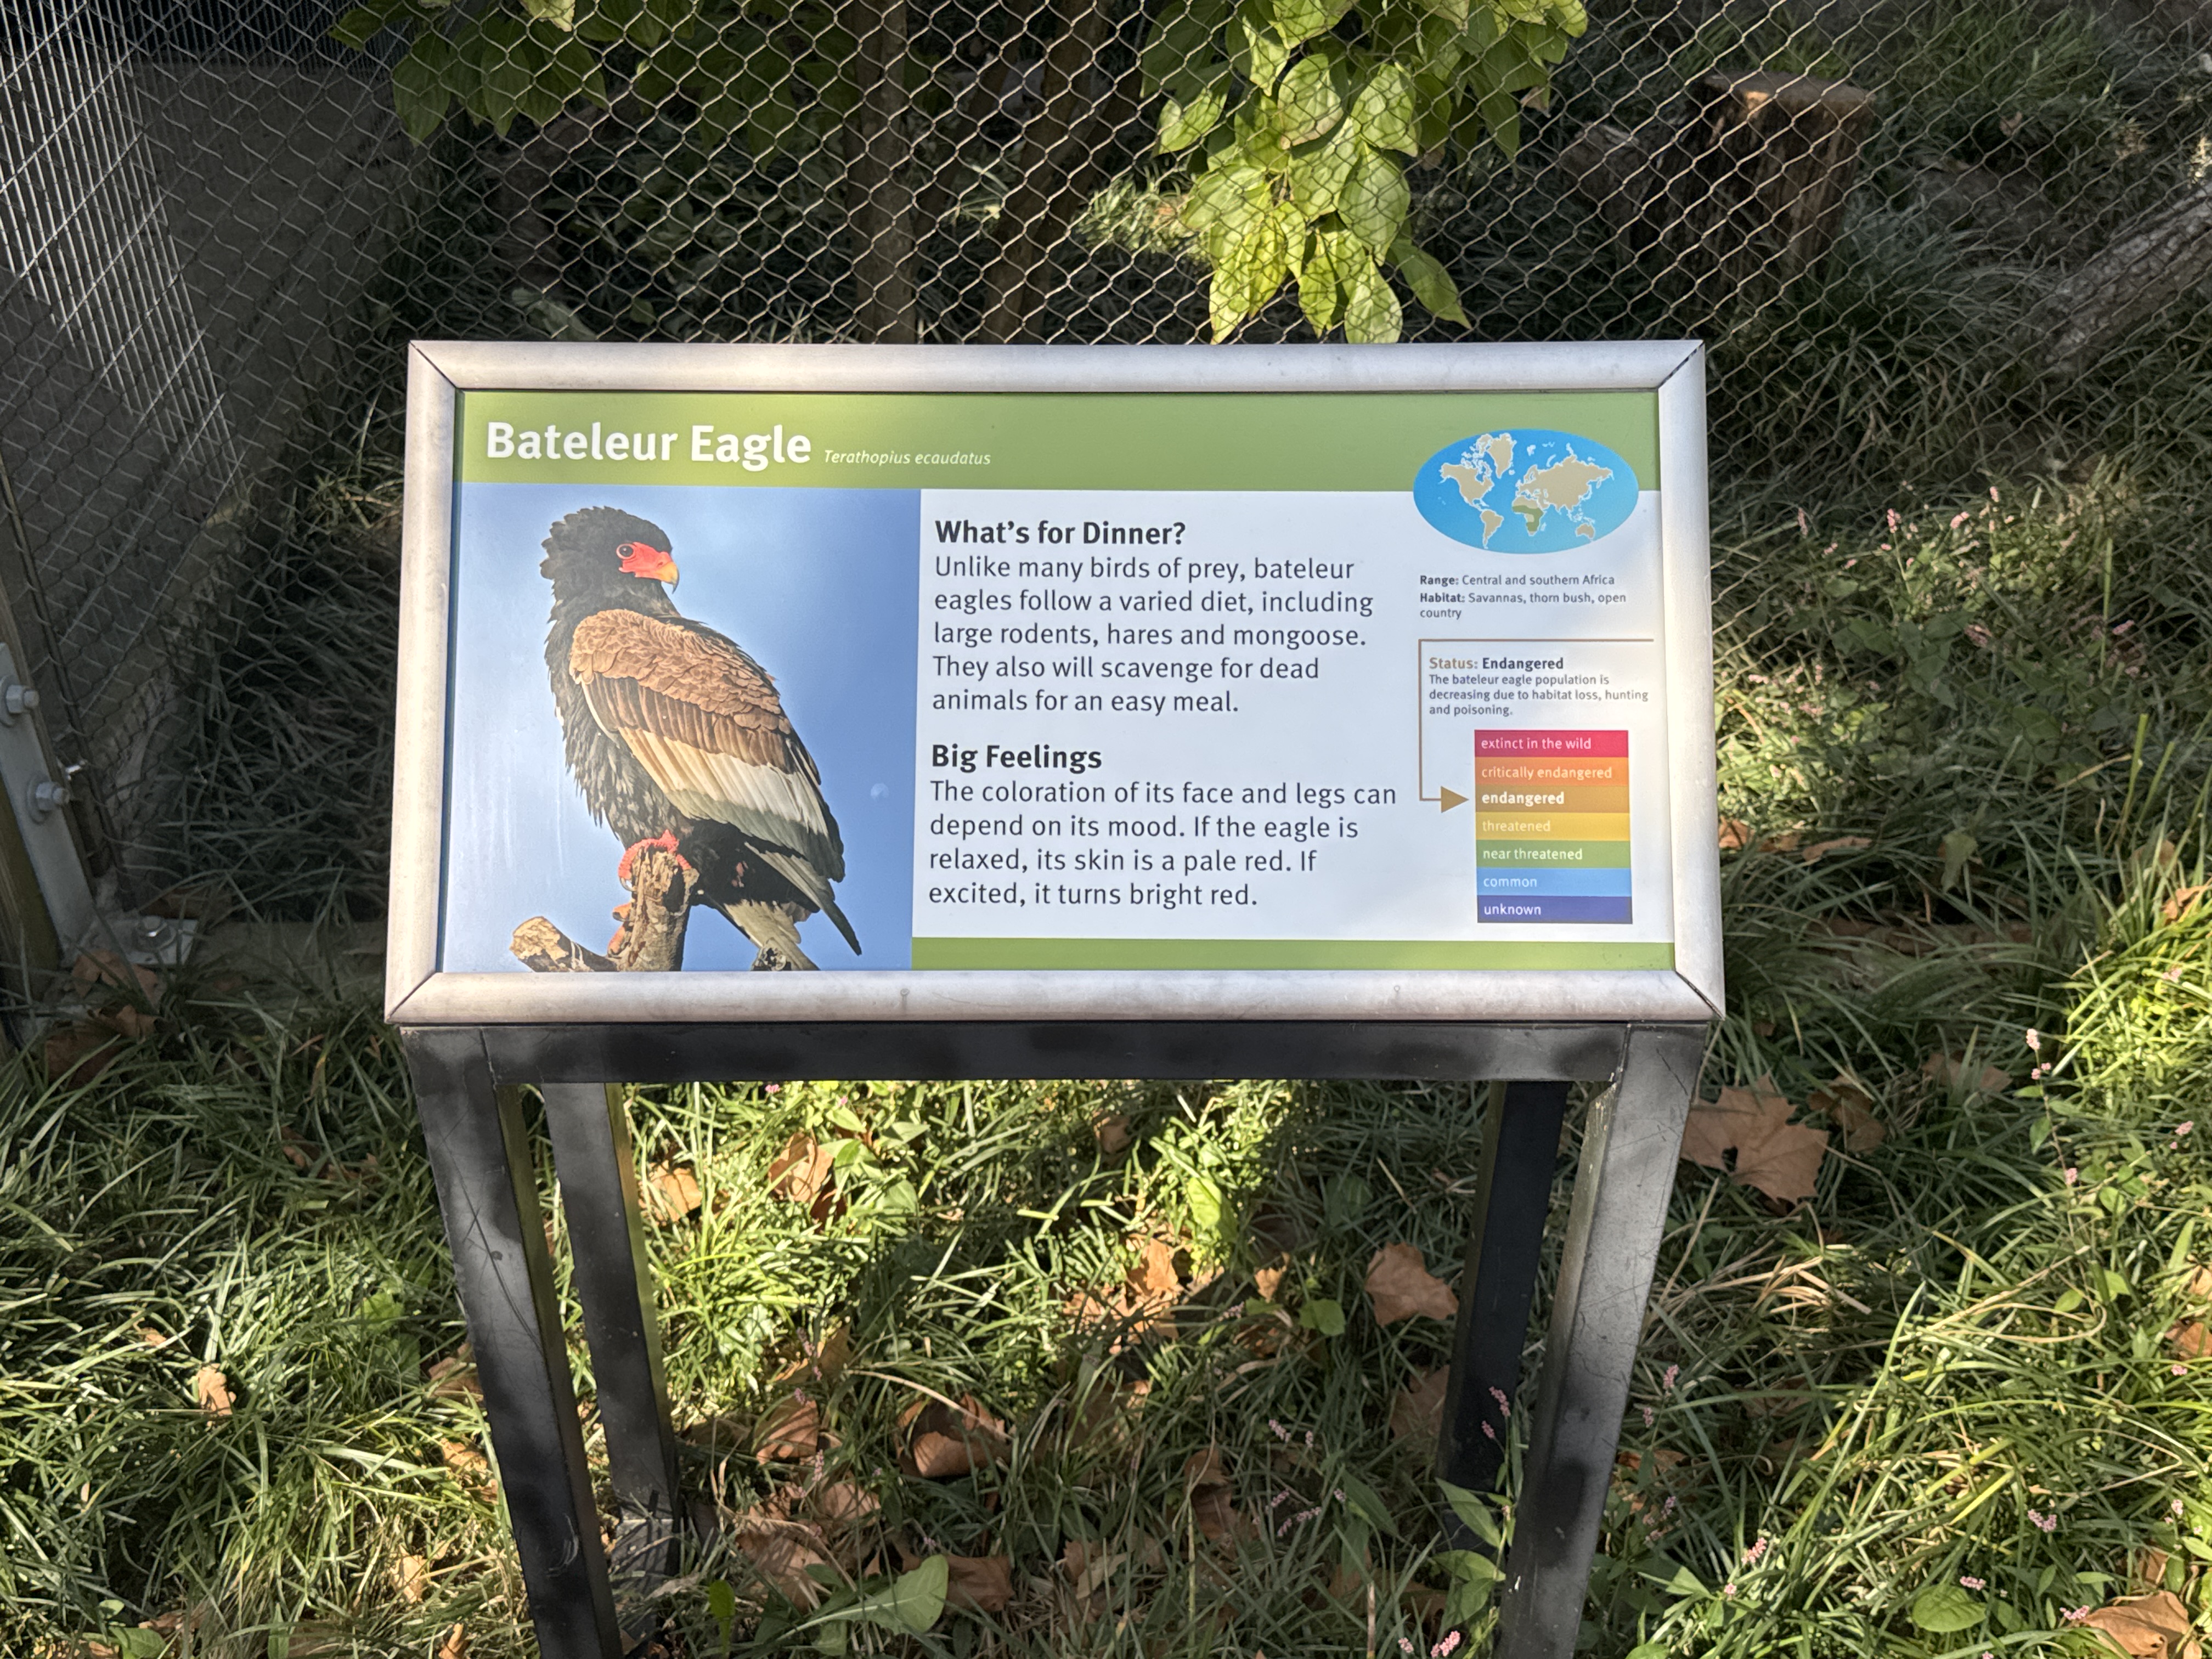 Bateleur Eagle Terathopius ecaudatus
What's for Dinner?
Unlike many birds of prey, bateleur
eagles follow a varied diet, including
large rodents, hares and mongoose.
They also will scavenge for dead
animals for an easy meal.
Big Feelings
The coloration of its face and legs can
depend on its mood. If the eagle is
relaxed, its skin is a pale red. If
excited, it turns bright red.
Range: Central and southern Africa
Habitat: Savannas, thorn bush, open
country
Status: Endangered
The bateleur eagle population is
decreasing due to habitat loss, hunting
and poisoning.
extinct in the wild
critically endangered
endangered
threatened
near threatened
common
unknown